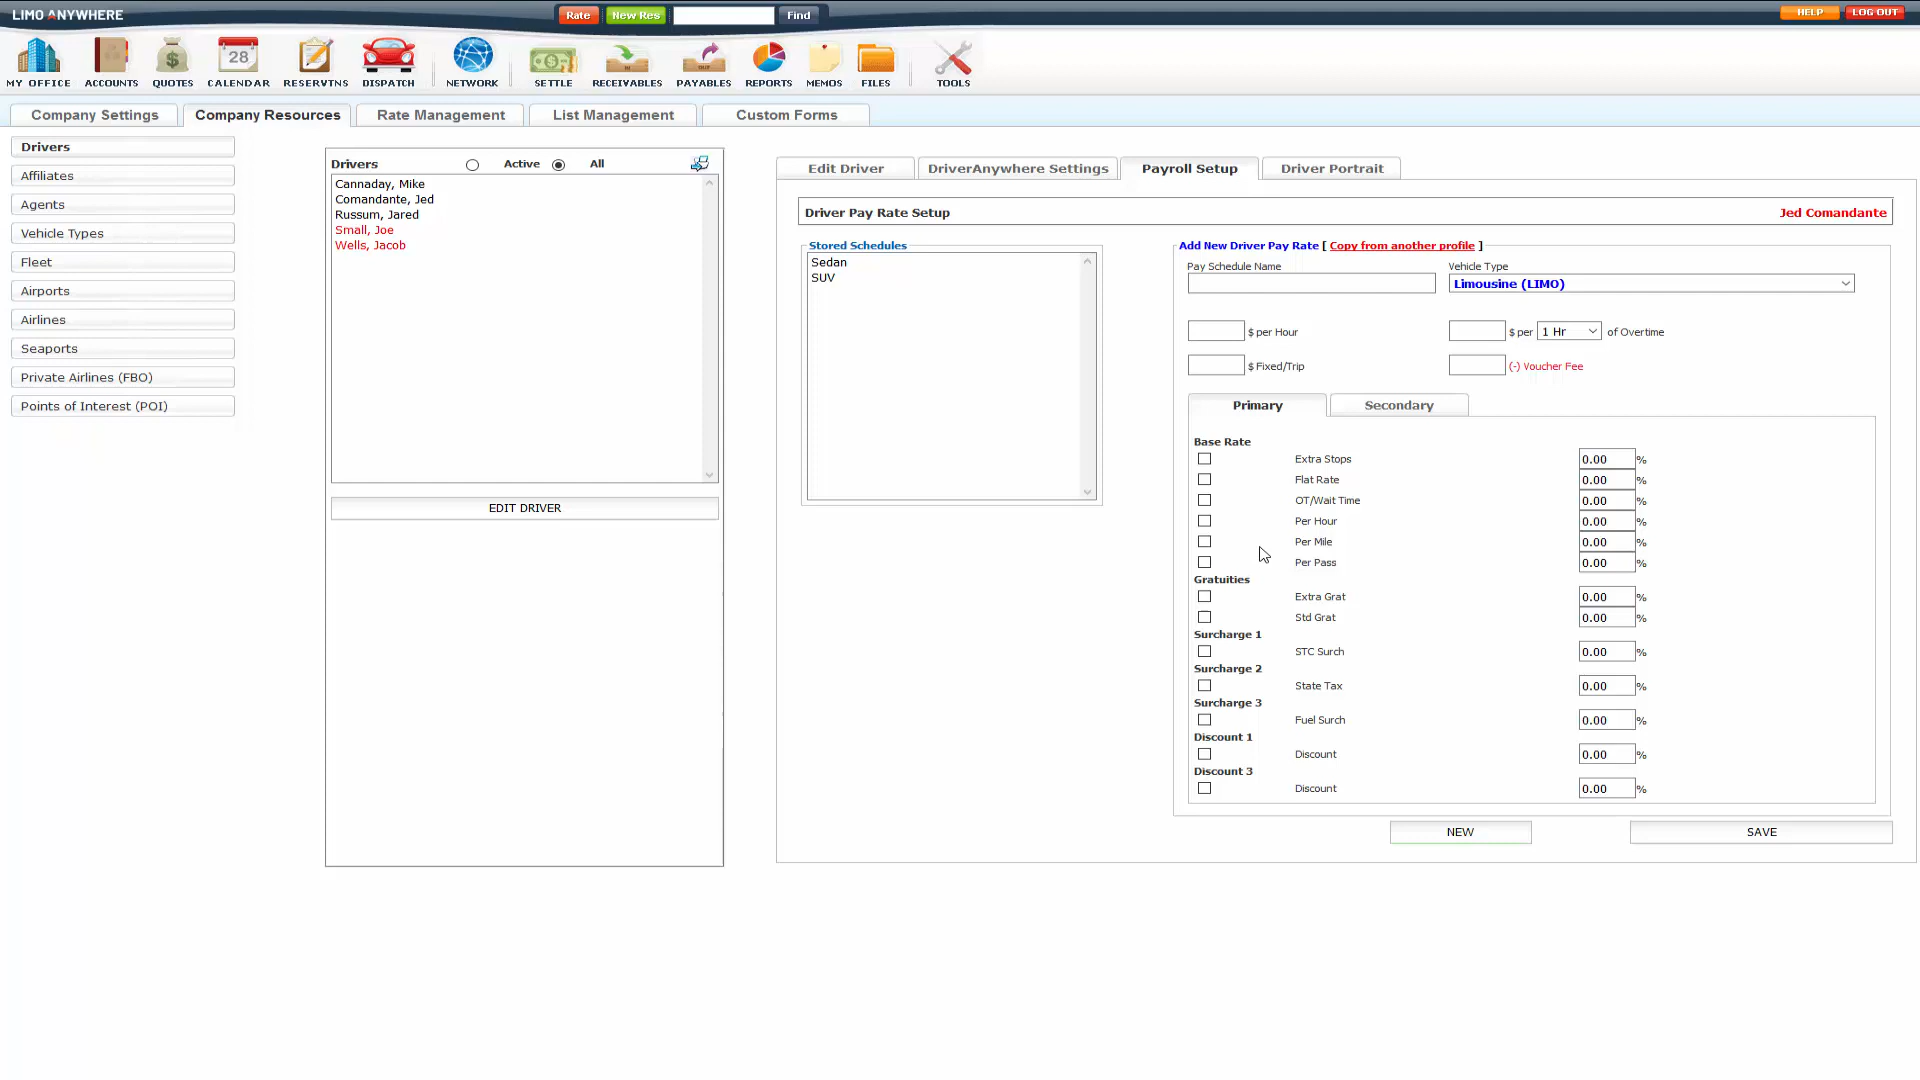 LIMO ANYWHERE
Rate New Res Find
HELP LOG OUT
MY OFFICE ACCOUNTS QUOTES 28 CALENDAR RESERVTNS DISPATCH NETWORK SETTLE IN RECEIVABLES OUT PAYABLES REPORTS MEMOS FILES TOOLS
Company Settings Company Resources Rate Management List Management Custom Forms
Drivers
Affiliates
Agents
Vehicle Types
Fleet
Airports
Airlines
Seaports
Private Airlines (FBO)
Points of Interest (POI)
Drivers Active All
Cannaday, Mike
Comandante, Jed
Russum, Jared
Small, Joe
Wells, Jacob
EDIT DRIVER
Edit Driver DriverAnywhere Settings Payroll Setup Driver Portrait
Driver Pay Rate Setup Jed Comandante
Stored Schedules
Sedan
SUV
Add New Driver Pay Rate [ Copy from another profile ]
Pay Schedule Name Vehicle Type
Limousine (LIMO)
$ per Hour $ per 1 Hr of Overtime
$ Fixed/Trip (-) Voucher Fee
Primary Secondary
Base Rate
Extra Stops 0.00 %
Flat Rate 0.00 %
OT/Wait Time 0.00 %
Per Hour 0.00 %
Per Mile 0.00 %
Per Pass 0.00 %
Gratuities
Extra Grat 0.00 %
Std Grat 0.00 %
Surcharge 1
STC Surch 0.00 %
Surcharge 2
State Tax 0.00 %
Surcharge 3
Fuel Surch 0.00 %
Discount 1
Discount 0.00 %
Discount 3
Discount 0.00 %
NEW SAVE